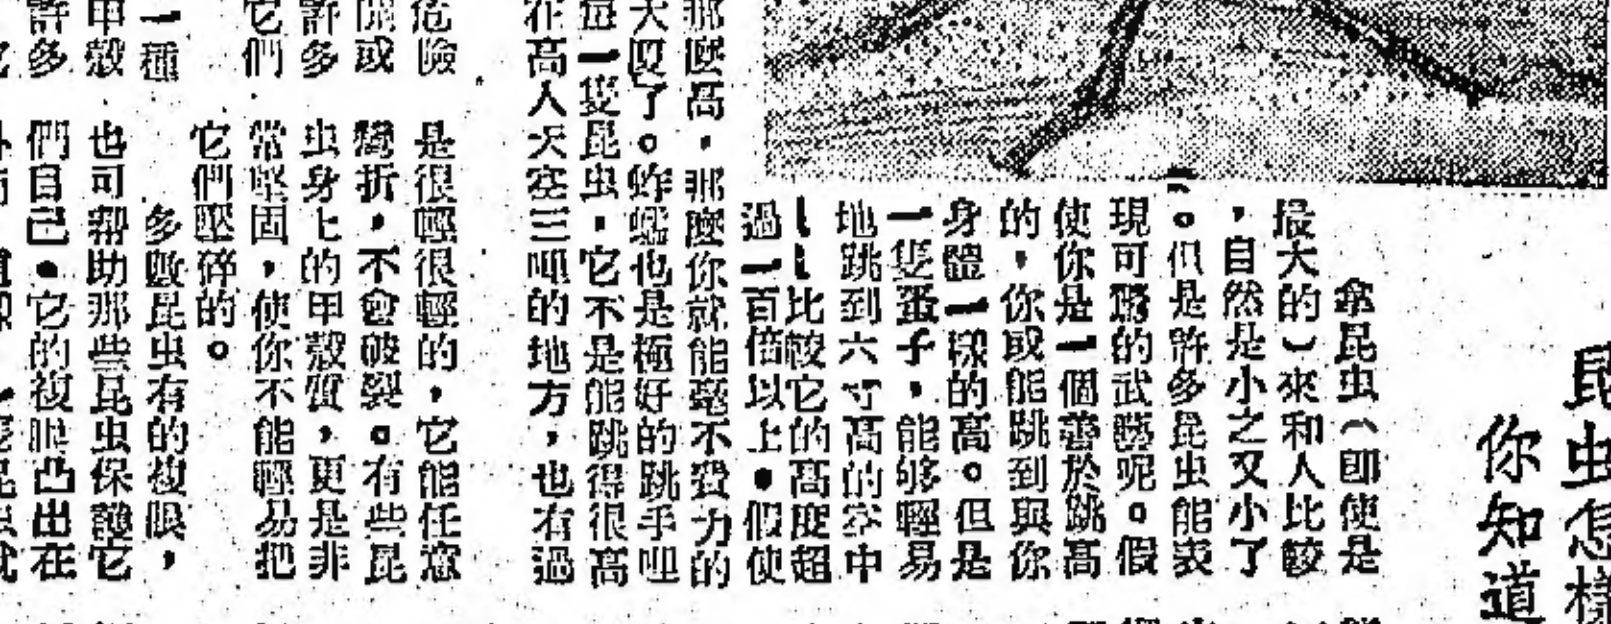 昆虫怎樣
你知道
拿昆虫(卽使是
最大的)來和人比較
,自然是小之又小了
。但是許多昆虫能表
現可驚的武藝呢。假
使你是一個善於跳高
的,你或能跳到與你
身體一樣的高。但是
一隻蚤子,能够輕易
地跳到六寸高的空中
——比較它的高度超
過一百倍以上。假使
那麼高,那麼你就能毫不費力的
大厦了。蚱蜢也是極好的跳手哩
每一隻昆虫,它不是能跳得很高
在高入天空三哩的地方,也有過
危險
或
許多
它們
一種
甲殼
許多
是很輕很輕的,它能任意
彎折,不會破裂。有些昆
虫身上的甲殼質,更是非
常堅固,使你不能輕易把
它們壓碎的。
多數昆虫有的複眼,
也可帮助那些昆虫保護它
們自己。它的複眼凸出在